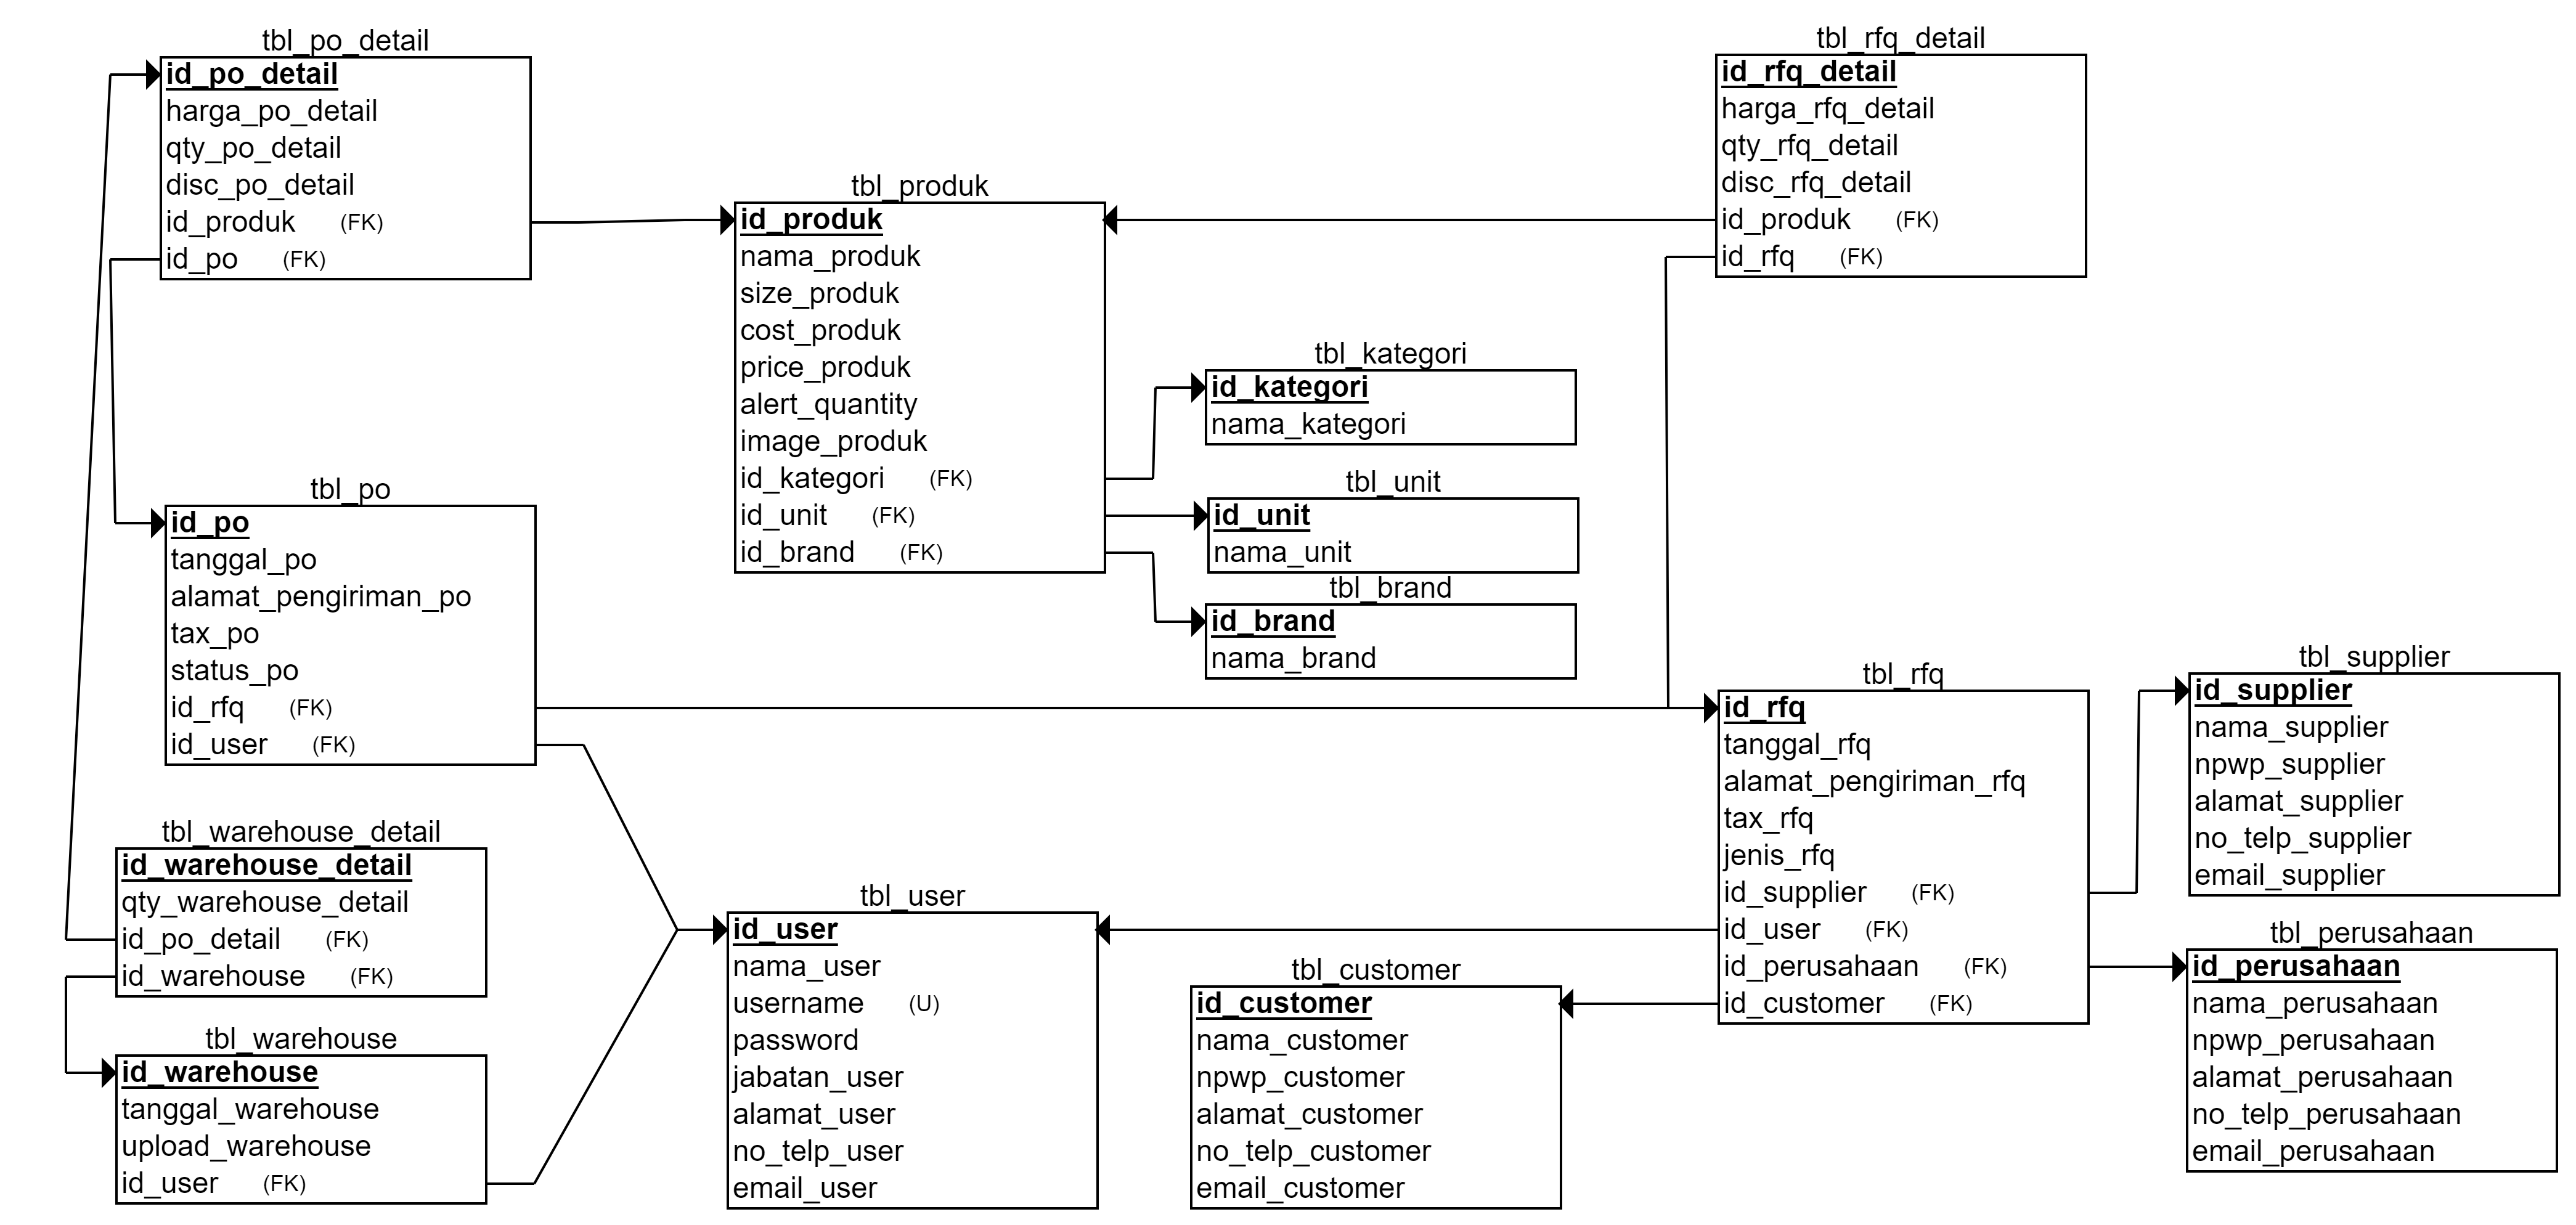 tbl_po_detail
id_po_detail
harga_po_detail
qty_po_detail
disc_po_detail
id_produk (FK)
id_po (FK)
tbl_produk
id_produk
nama_produk
size_produk
cost_produk
price_produk
alert_quantity
image_produk
id_kategori (FK)
id_unit (FK)
id_brand (FK)
tbl_rfq_detail
id_rfq_detail
harga_rfq_detail
qty_rfq_detail
disc_rfq_detail
id_produk (FK)
id_rfq (FK)
tbl_kategori
id_kategori
nama_kategori
tbl_unit
id_unit
nama_unit
tbl_brand
id_brand
nama_brand
tbl_po
id_po
tanggal_po
alamat_pengiriman_po
tax_po
status_po
id_rfq (FK)
id_user (FK)
tbl_rfq
id_rfq
tanggal_rfq
alamat_pengiriman_rfq
tax_rfq
jenis_rfq
id_supplier (FK)
id_user (FK)
id_perusahaan (FK)
id_customer (FK)
tbl_supplier
id_supplier
nama_supplier
npwp_supplier
alamat_supplier
no_telp_supplier
email_supplier
tbl_warehouse_detail
id_warehouse_detail
qty_warehouse_detail
id_po_detail (FK)
id_warehouse (FK)
tbl_warehouse
id_warehouse
tanggal_warehouse
upload_warehouse
id_user (FK)
tbl_user
id_user
nama_user
username (U)
password
jabatan_user
alamat_user
no_telp_user
email_user
tbl_customer
id_customer
nama_customer
npwp_customer
alamat_customer
no_telp_customer
email_customer
tbl_perusahaan
id_perusahaan
nama_perusahaan
npwp_perusahaan
alamat_perusahaan
no_telp_perusahaan
email_perusahaan